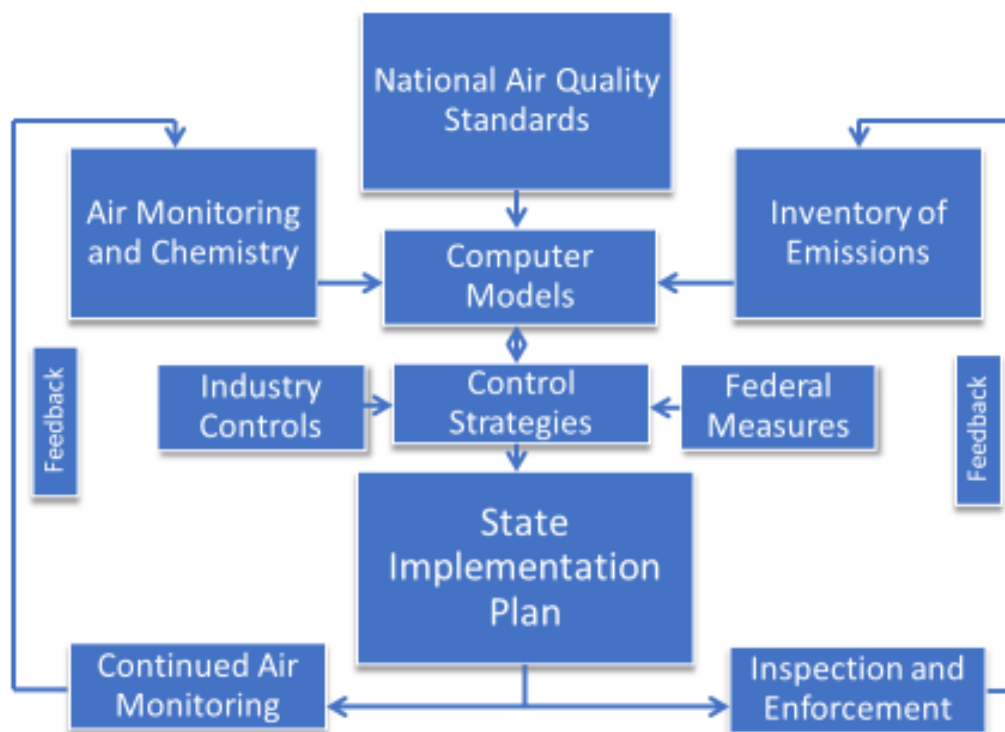 National Air Quality
Standards
Air Monitoring
and Chemistry
Inventory of
Emissions
Computer
Models
Feedback
Industry
Controls
Control
Strategies
Federal
Measures
Feedback
State
Implementation
Plan
Continued Air
Monitoring
Inspection and
Enforcement